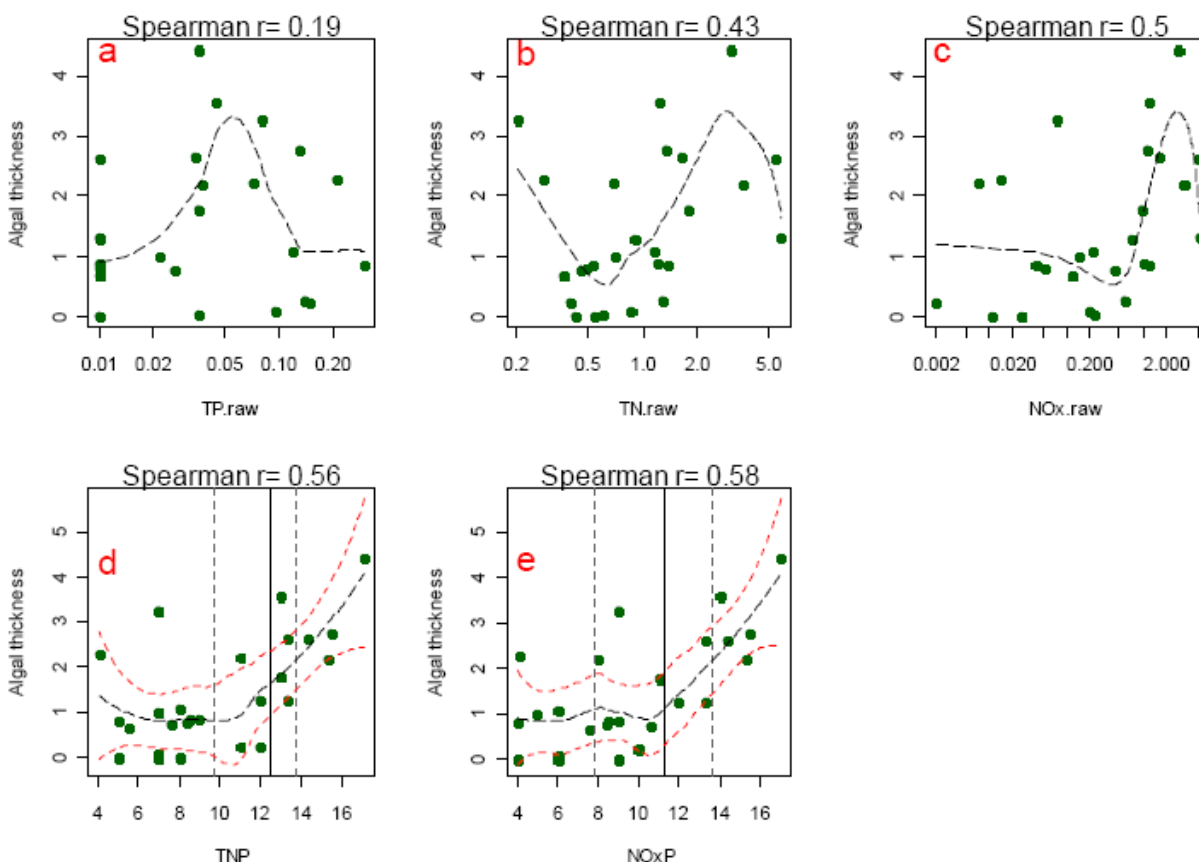 Spearman r= 0.19
a
Algal thickness
0 1 2 3 4
0.01 0.02 0.05 0.10 0.20
TP.raw
Spearman r= 0.43
b
Algal thickness
0 1 2 3 4
0.2 0.5 1.0 2.0 5.0
TN.raw
Spearman r= 0.5
c
Algal thickness
0 1 2 3 4
0.002 0.020 0.200 2.000
NOx.raw
Spearman r= 0.56
d
Algal thickness
0 1 2 3 4 5
4 6 8 10 12 14 16
TNP
Spearman r= 0.58
e
Algal thickness
0 1 2 3 4 5
4 6 8 10 12 14 16
NOxP